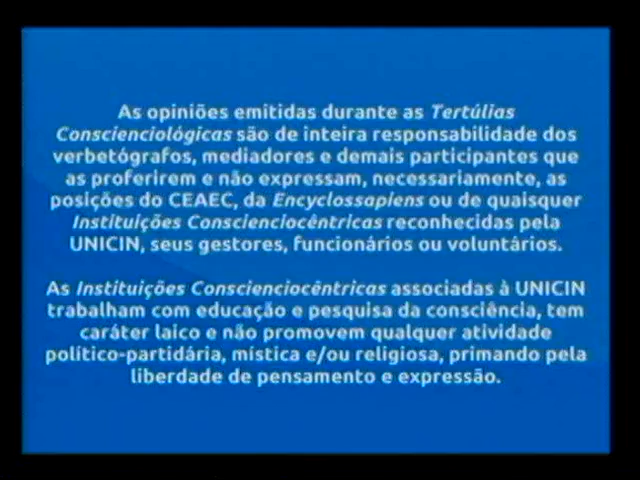 As opiniões emitidas durante as Tertúlias
Conscienciológicas são de inteira responsabilidade dos
verbetógrafos, mediadores e demais participantes que
as proferirem e não expressam, necessariamente, as
posições do CEAEC, da Encyclossapiens ou de quaisquer
Instituições Conscienciocêntricas reconhecidas pela
UNICIN, seus gestores, funcionários ou voluntários.
As Instituições Conscienciocêntricas associadas à UNICIN
trabalham com educação e pesquisa da consciência, tem
caráter laico e não promovem qualquer atividade
político-partidária, mística e/ou religiosa, primando pela
liberdade de pensamento e expressão.